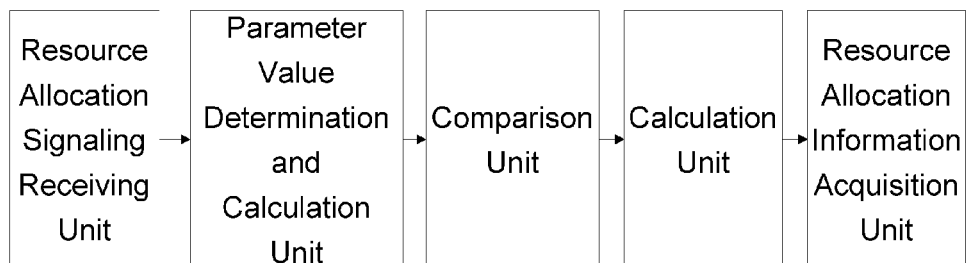 Resource
Allocation
Signaling
Receiving
Unit
Parameter
Value
Determination
and
Calculation
Unit
Comparison
Unit
Calculation
Unit
Resource
Allocation
Information
Acquisition
Unit